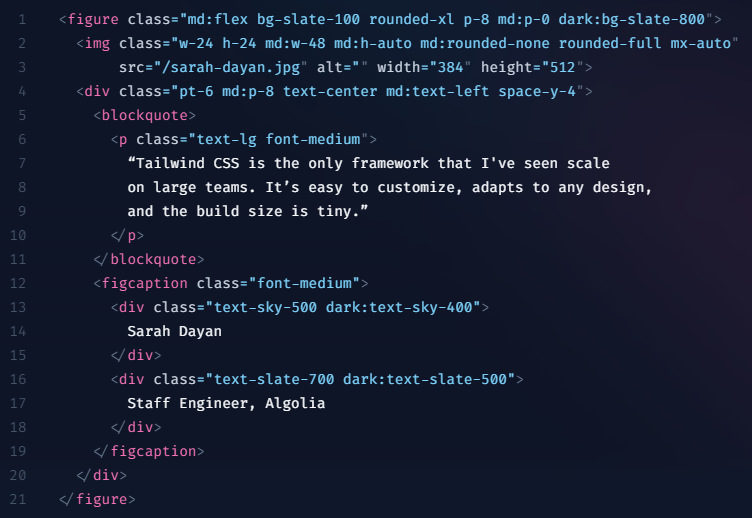 1 <figure class="md:flex bg-slate-100 rounded-xl p-8 md:p-0 dark:bg-slate-800">
2 <img class="w-24 h-24 md:w-48 md:h-auto md:rounded-none rounded-full mx-auto"
3 src="/sarah-dayan.jpg" alt="" width="384" height="512">
4 <div class="pt-6 md:p-8 text-center md:text-left space-y-4">
5 <blockquote>
6 <p class="text-lg font-medium">
7 “Tailwind CSS is the only framework that I've seen scale
8 on large teams. It’s easy to customize, adapts to any design,
9 and the build size is tiny.”
10 </p>
11 </blockquote>
12 <figcaption class="font-medium">
13 <div class="text-sky-500 dark:text-sky-400">
14 Sarah Dayan
15 </div>
16 <div class="text-slate-700 dark:text-slate-500">
17 Staff Engineer, Algolia
18 </div>
19 </figcaption>
20 </div>
21 </figure>